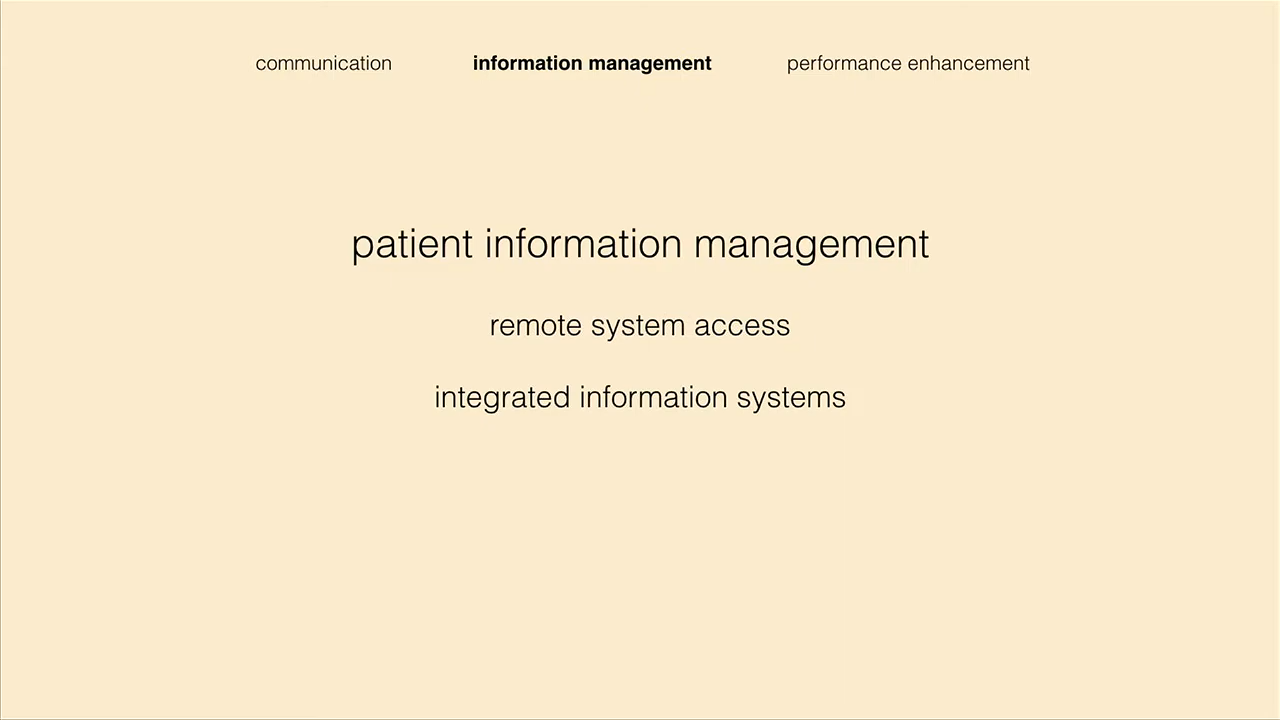 communication information management performance enhancement
patient information management
remote system access
integrated information systems